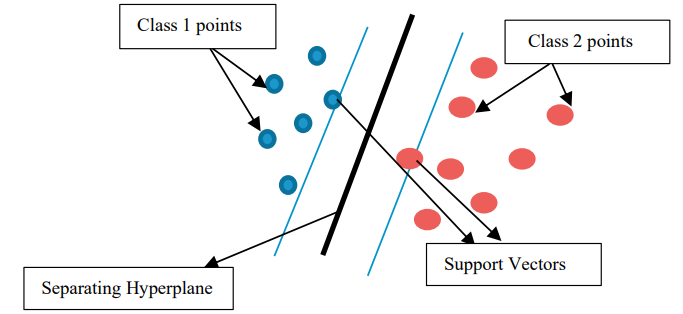 Class 1 points
Class 2 points
Support Vectors
Separating Hyperplane